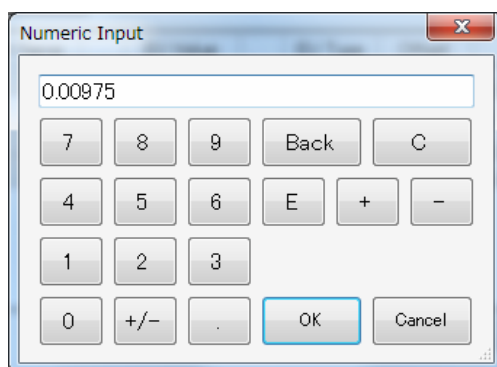 Numeric Input
0.00975
7 8 9 Back C
4 5 6 E + -
1 2 3
0 +/- . OK Cancel